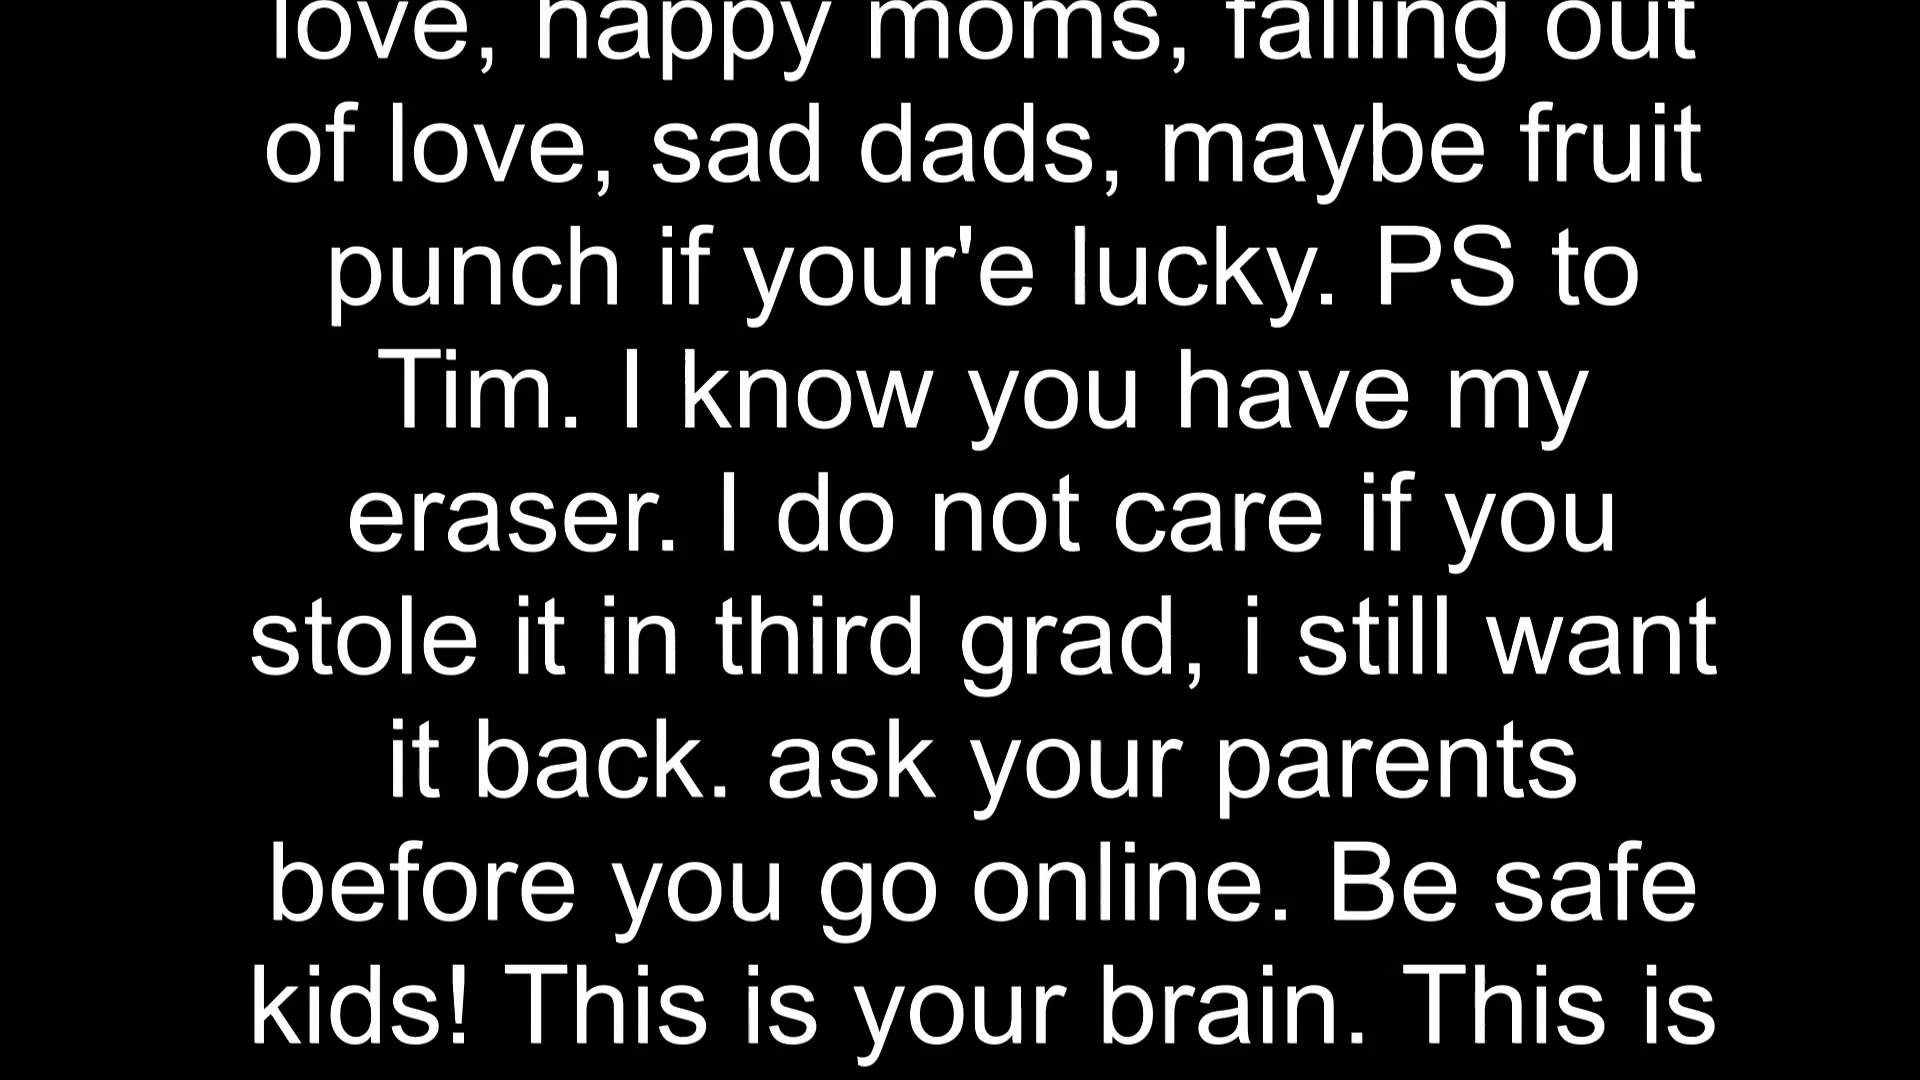 love, happy moms, falling out
of love, sad dads, maybe fruit
punch if your'e lucky. PS to
Tim. I know you have my
eraser. I do not care if you
stole it in third grad, i still want
it back. ask your parents
before you go online. Be safe
kids! This is your brain. This is